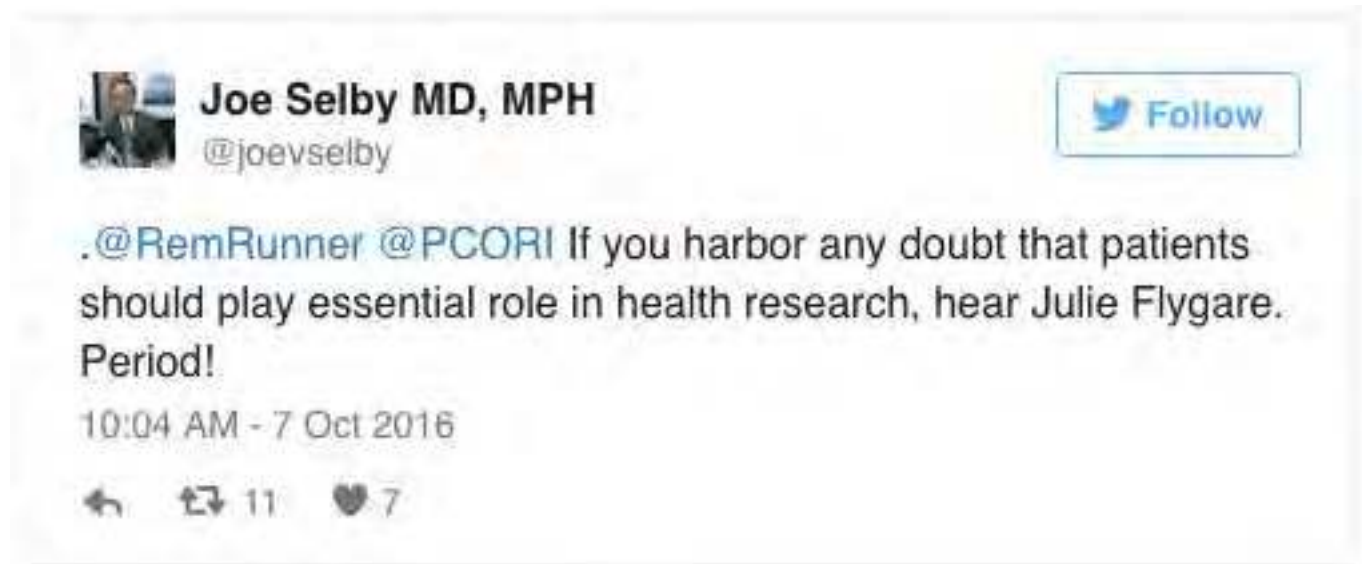 Joe Selby MD, MPH
@joevselby
Follow
.@RemRunner @PCORI If you harbor any doubt that patients
should play essential role in health research, hear Julie Flygare.
Period!
10:04 AM - 7 Oct 2016
11 7